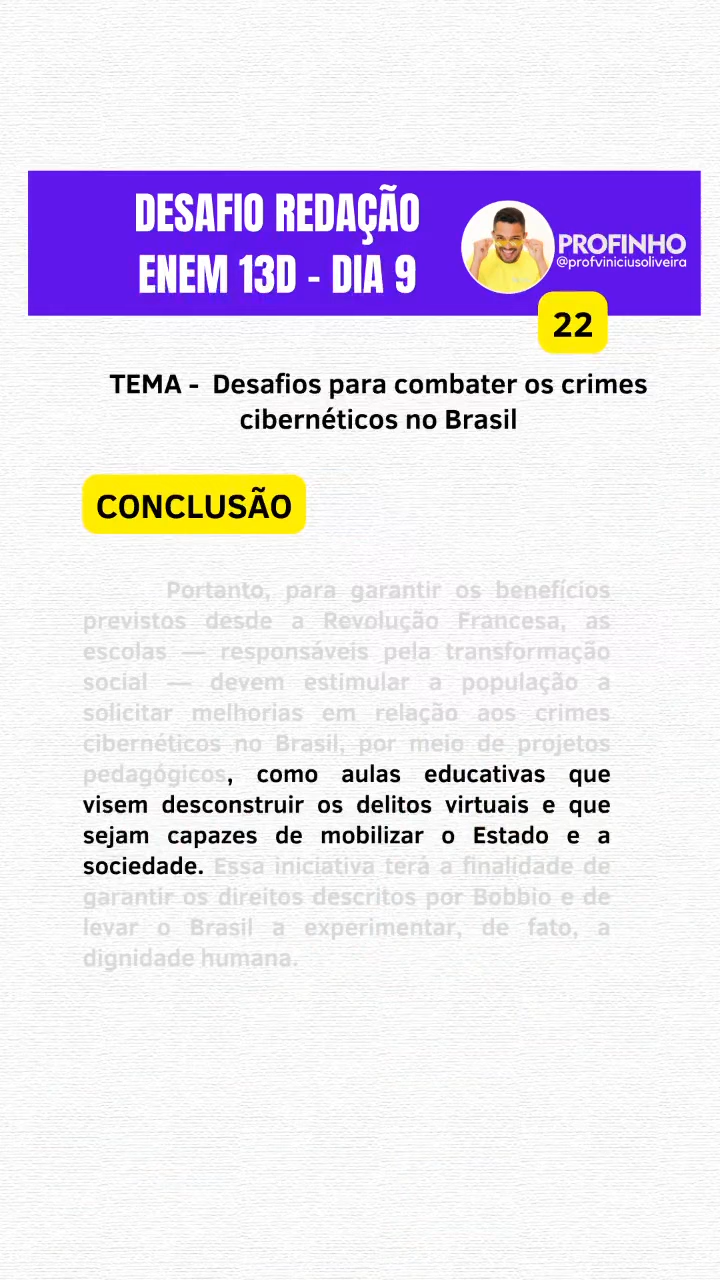 DESAFIO REDAÇÃO
ENEM 13D - DIA 9
PROFINHO
@profviniciusoliveira
22
TEMA - Desafios para combater os crimes
cibernéticos no Brasil
CONCLUSÃO
Portanto, para garantir os benefícios
previstos desde a Revolução Francesa, as
escolas — responsáveis pela transformação
social — devem estimular a população a
solicitar melhorias em relação aos crimes
cibernéticos no Brasil, por meio de projetos
pedagógicos, como aulas educativas que
visem desconstruir os delitos virtuais e que
sejam capazes de mobilizar o Estado e a
sociedade. Essa iniciativa terá a finalidade de
garantir os direitos descritos por Bobbio e de
levar o Brasil a experimentar, de fato, a
dignidade humana.